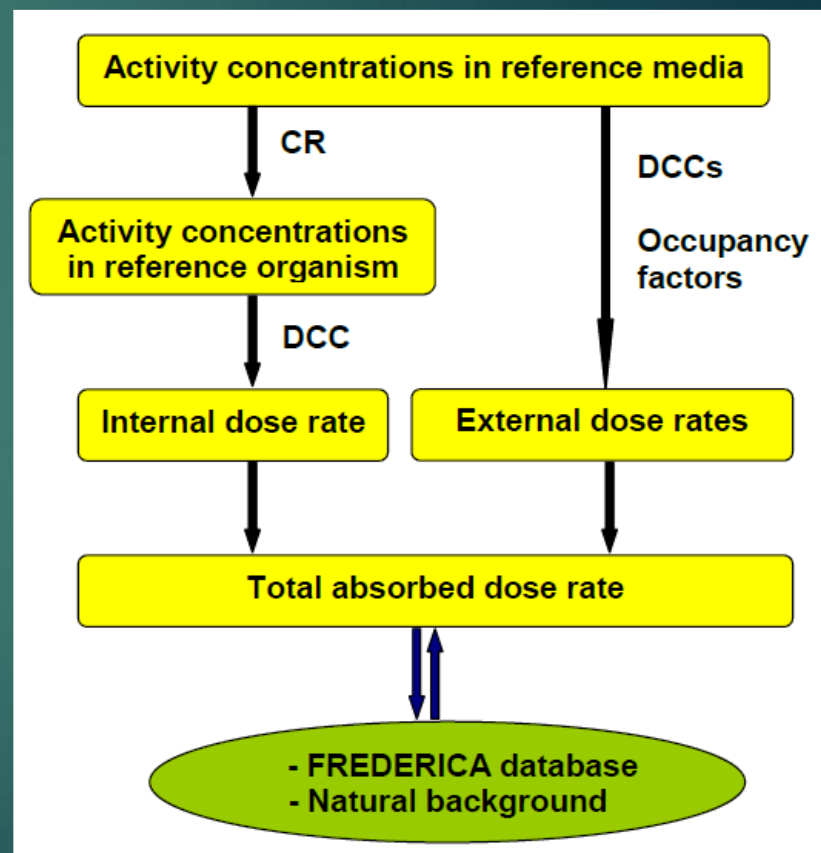 Activity concentrations in reference media
CR
DCCs
Occupancy
factors
Activity concentrations
in reference organism
DCC
Internal dose rate
External dose rates
Total absorbed dose rate
- FREDERICA database
- Natural background